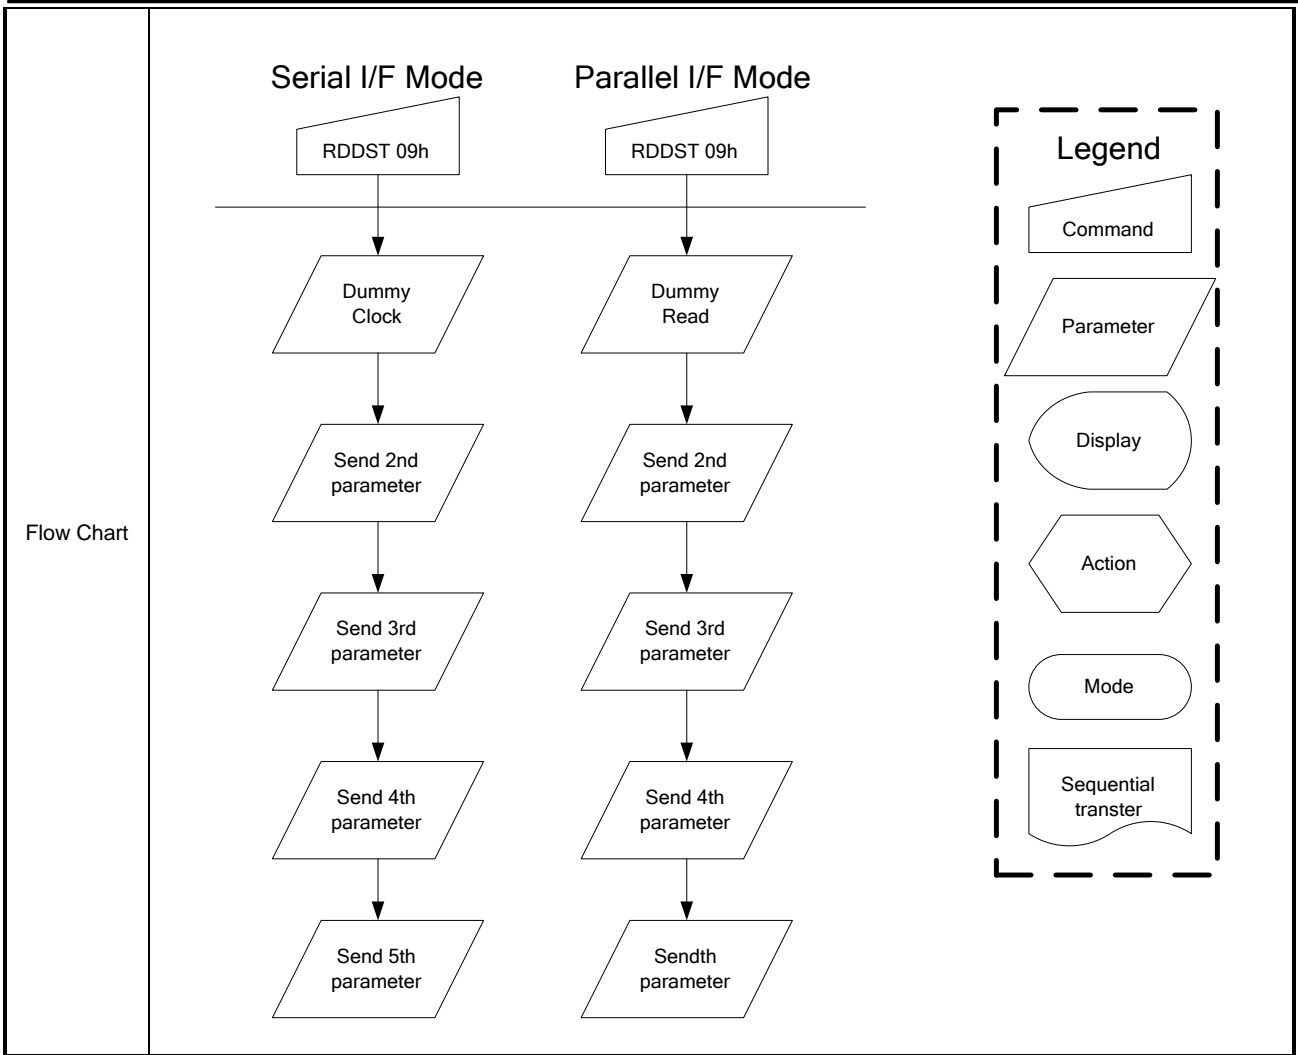 Flow Chart
Serial I/F Mode
RDDST 09h
Dummy
Clock
Send 2nd
parameter
Send 3rd
parameter
Send 4th
parameter
Send 5th
parameter
Parallel I/F Mode
RDDST 09h
Dummy
Read
Send 2nd
parameter
Send 3rd
parameter
Send 4th
parameter
Sendth
parameter
Legend
Command
Parameter
Display
Action
Mode
Sequential
transter